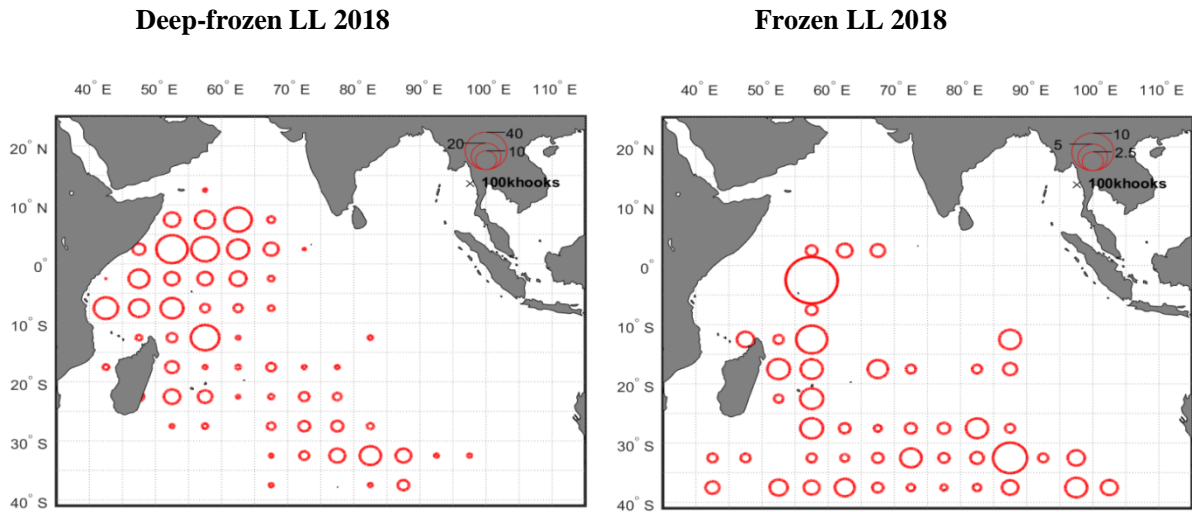 Deep-frozen LL 2018
Frozen LL 2018
40° E 50° E 60° E 70° E 80° E 90° E 100° E 110° E
20° N
10° N
0°
10° S
20° S
30° S
40° S
40
20
10
× 100khooks
40° E 50° E 60° E 70° E 80° E 90° E 100° E 110° E
20° N
10° N
0°
10° S
20° S
30° S
40° S
10
5
2.5
× 100khooks